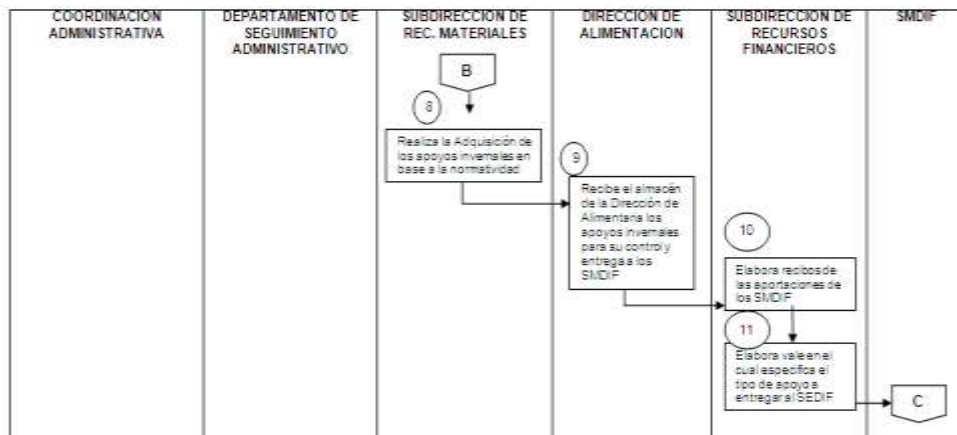 COORDINACION
ADMINISTRATIVA
DEPARTAMENTO DE
SEGUIMIENTO
ADMINISTRATIVO
SUBDIRECCION DE
REC. MATERIALES
DIRECCION DE
ALIMENTACION
SUBDIRECCION DE
RECURSOS
FINANCIEROS
SMDIF
B
8
Realiza la Adquisición de
los apoyos invernales en
base a la normatividad
9
Recibe el almacén
de la Dirección de
Alimentaria los
apoyos invernales
para su control y
entrega a los
SMDIF
10
Elabora recibos de
las aportaciones de
los SMDIF
11
Elabora vale en el
cual especifica el
tipo de apoyo a
entregar al SEDIF
C